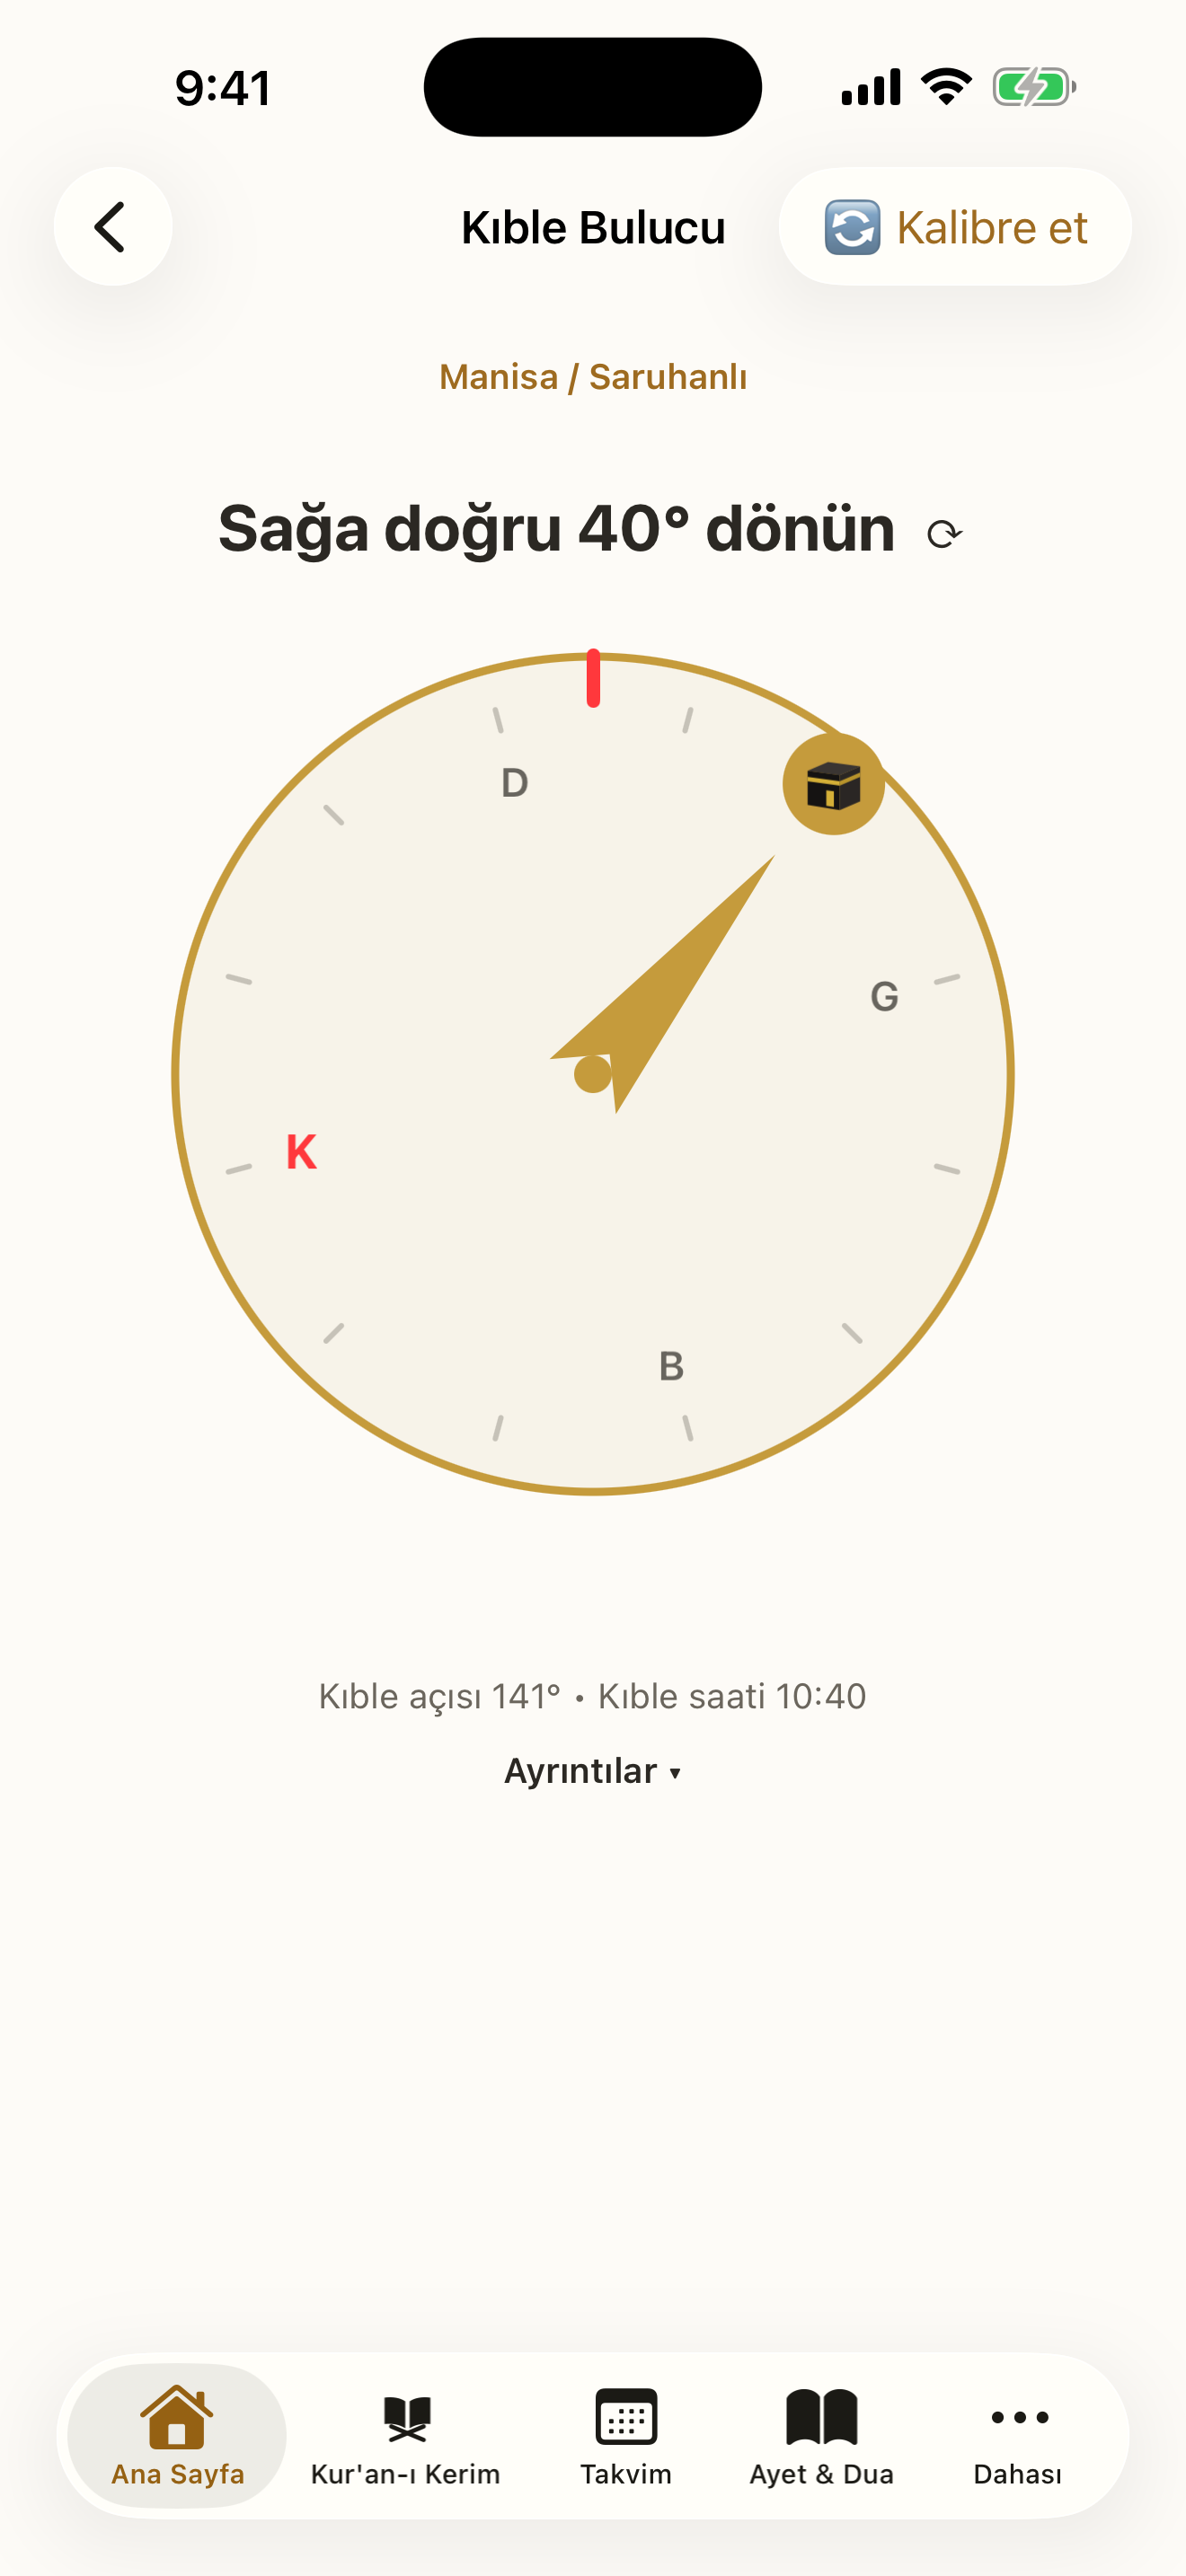 9:41
Kıble Bulucu
Kalibre et
Manisa / Saruhanlı
Sağa doğru 40° dönün ⟳
D
G
K
B
Kıble açısı 141° • Kıble saati 10:40
Ayrıntılar ▾
Ana Sayfa
Kur'an-ı Kerim
Takvim
Ayet & Dua
Dahası